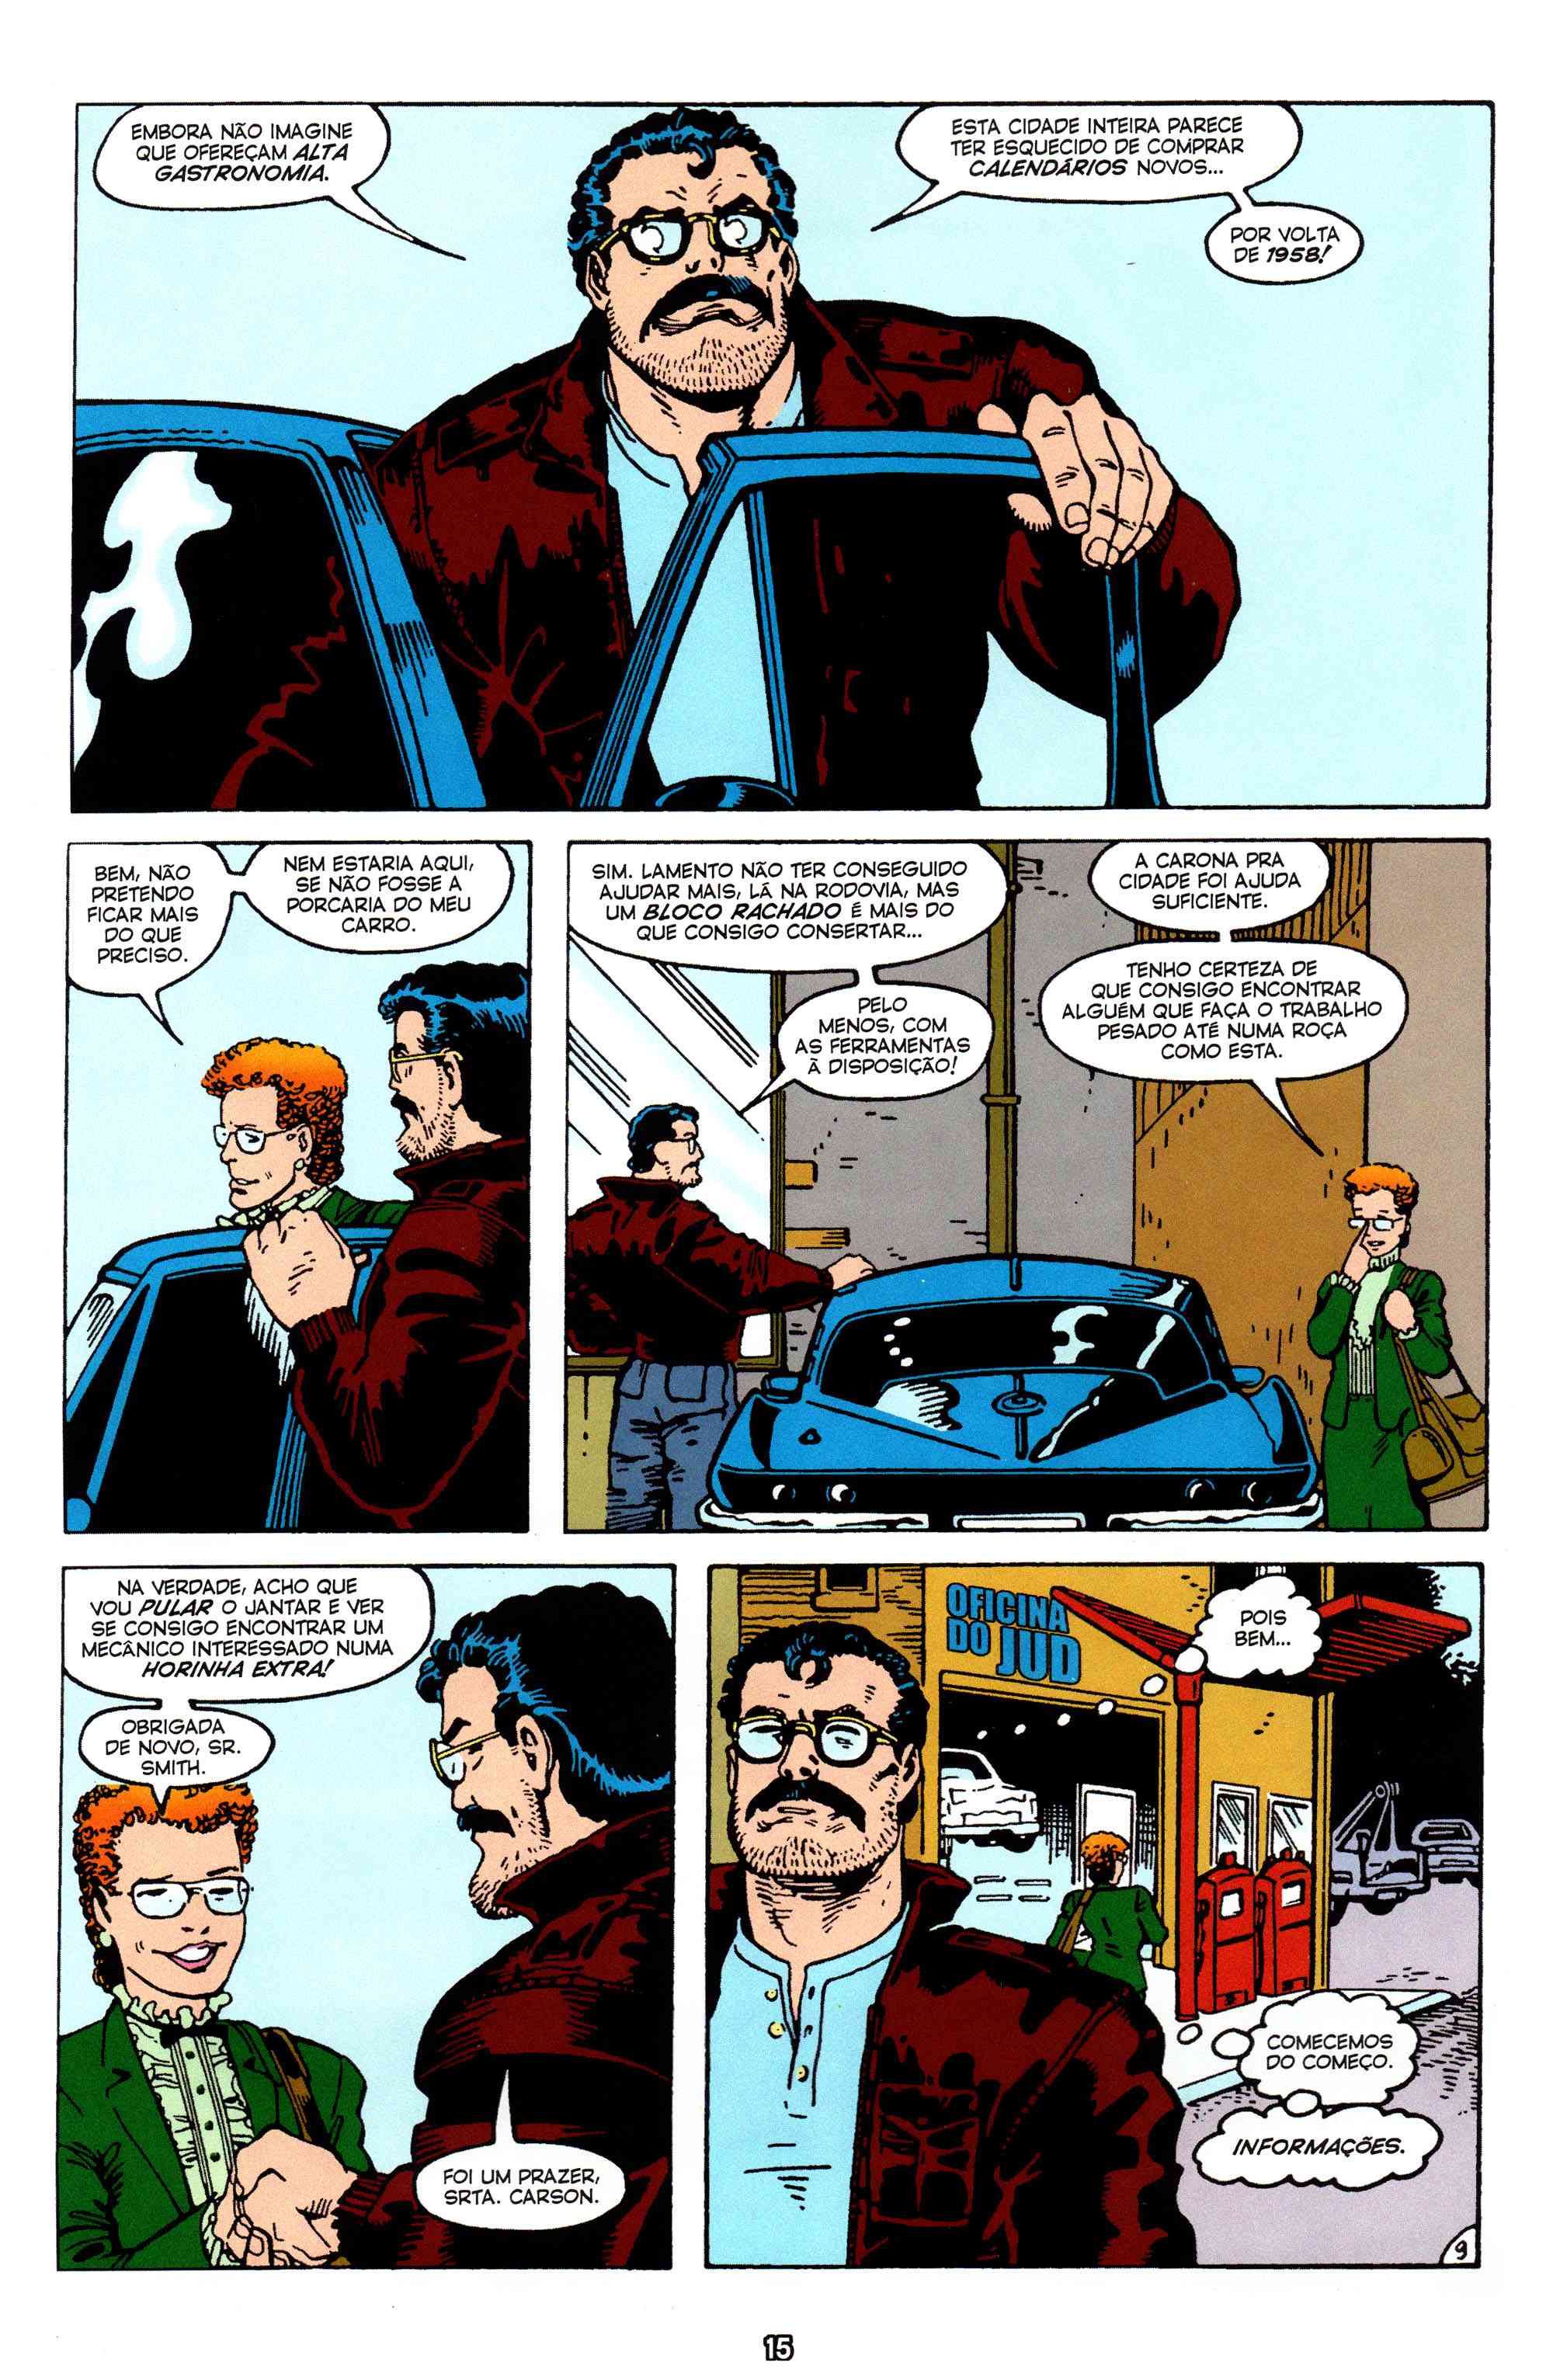 EMBORA NÃO IMAGINE
QUE OFEREÇAM ALTA
GASTRONOMIA.
ESTA CIDADE INTEIRA PARECE
TER ESQUECIDO DE COMPRAR
CALENDÁRIOS NOVOS...
POR VOLTA
DE 1958!
BEM, NÃO
PRETENDO
FICAR MAIS
DO QUE
PRECISO.
NEM ESTARIA AQUI,
SE NÃO FOSSE A
PORCARIA DO MEU
CARRO.
SIM. LAMENTO NÃO TER CONSEGUIDO
AJUDAR MAIS, LÁ NA RODOVIA, MAS
UM BLOCO RACHADO É MAIS DO
QUE CONSIGO CONSERTAR...
PELO
MENOS, COM
AS FERRAMENTAS
À DISPOSIÇÃO!
A CARONA PRA
CIDADE FOI AJUDA
SUFICIENTE.
TENHO CERTEZA DE
QUE CONSIGO ENCONTRAR
ALGUÉM QUE FAÇA O TRABALHO
PESADO ATÉ NUMA ROÇA
COMO ESTA.
NA VERDADE, ACHO QUE
VOU PULAR O JANTAR E VER
SE CONSIGO ENCONTRAR UM
MECÂNICO INTERESSADO NUMA
HORINHA EXTRA!
OBRIGADA
DE NOVO, SR.
SMITH.
FOI UM PRAZER,
SRTA. CARSON.
OFICINA
DO JUD
POIS
BEM...
COMECEMOS
DO COMEÇO.
INFORMAÇÕES.
9
15